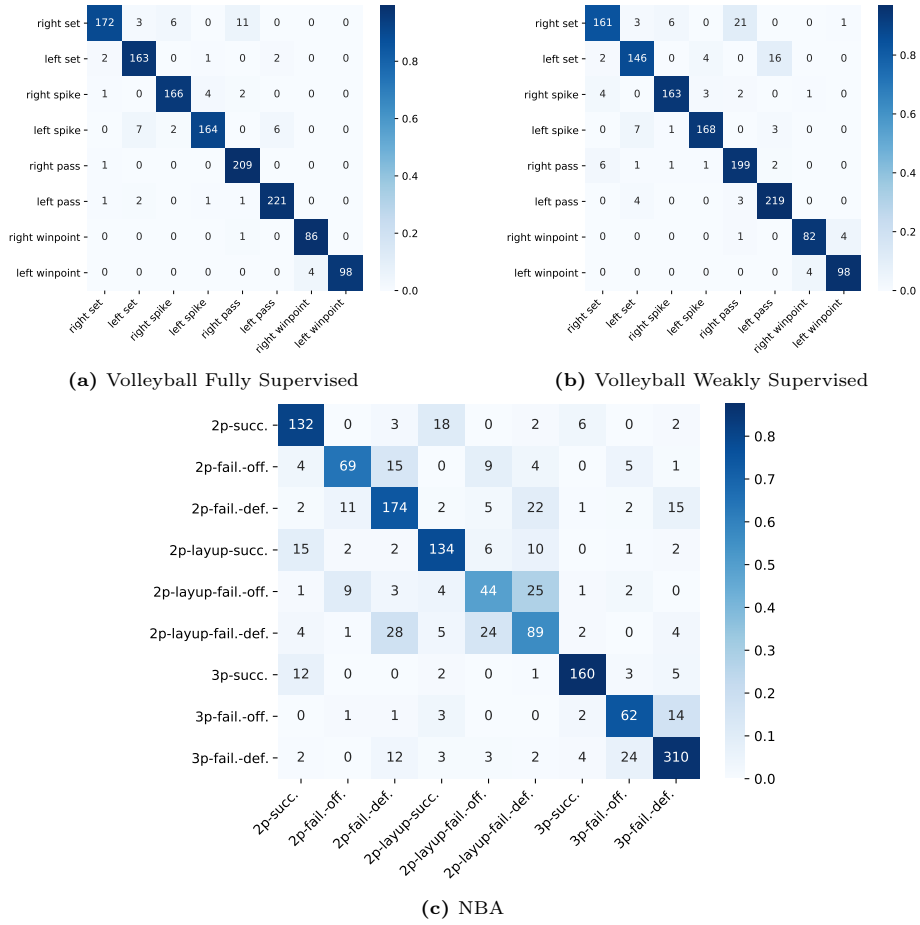 right set 172 3 6 0 11 0 0 0
left set 2 163 0 1 0 2 0 0
right spike 1 0 166 4 2 0 0 0
left spike 0 7 2 164 0 6 0 0
right pass 1 0 0 0 209 0 0 0
left pass 1 2 0 1 1 221 0 0
right winpoint 0 0 0 0 1 0 86 0
left winpoint 0 0 0 0 0 0 4 98
right set left set right spike left spike right pass left pass right winpoint left winpoint
0.8
0.6
0.4
0.2
0.0
(a) Volleyball Fully Supervised
right set 161 3 6 0 21 0 0 1
left set 2 146 0 4 0 16 0 0
right spike 4 0 163 3 2 0 1 0
left spike 0 7 1 168 0 3 0 0
right pass 6 1 1 1 199 2 0 0
left pass 0 4 0 0 3 219 0 0
right winpoint 0 0 0 0 1 0 82 4
left winpoint 0 0 0 0 0 0 4 98
right set left set right spike left spike right pass left pass right winpoint left winpoint
0.8
0.6
0.4
0.2
0.0
(b) Volleyball Weakly Supervised
2p-succ. 132 0 3 18 0 2 6 0 2
2p-fail.-off. 4 69 15 0 9 4 0 5 1
2p-fail.-def. 2 11 174 2 5 22 1 2 15
2p-layup-succ. 15 2 2 134 6 10 0 1 2
2p-layup-fail.-off. 1 9 3 4 44 25 1 2 0
2p-layup-fail.-def. 4 1 28 5 24 89 2 0 4
3p-succ. 12 0 0 2 0 1 160 3 5
3p-fail.-off. 0 1 1 3 0 0 2 62 14
3p-fail.-def. 2 0 12 3 3 2 4 24 310
2p-succ. 2p-fail.-off. 2p-fail.-def. 2p-layup-succ. 2p-layup-fail.-off. 2p-layup-fail.-def. 3p-succ. 3p-fail.-off. 3p-fail.-def.
0.8
0.7
0.6
0.5
0.4
0.3
0.2
0.1
0.0
(c) NBA